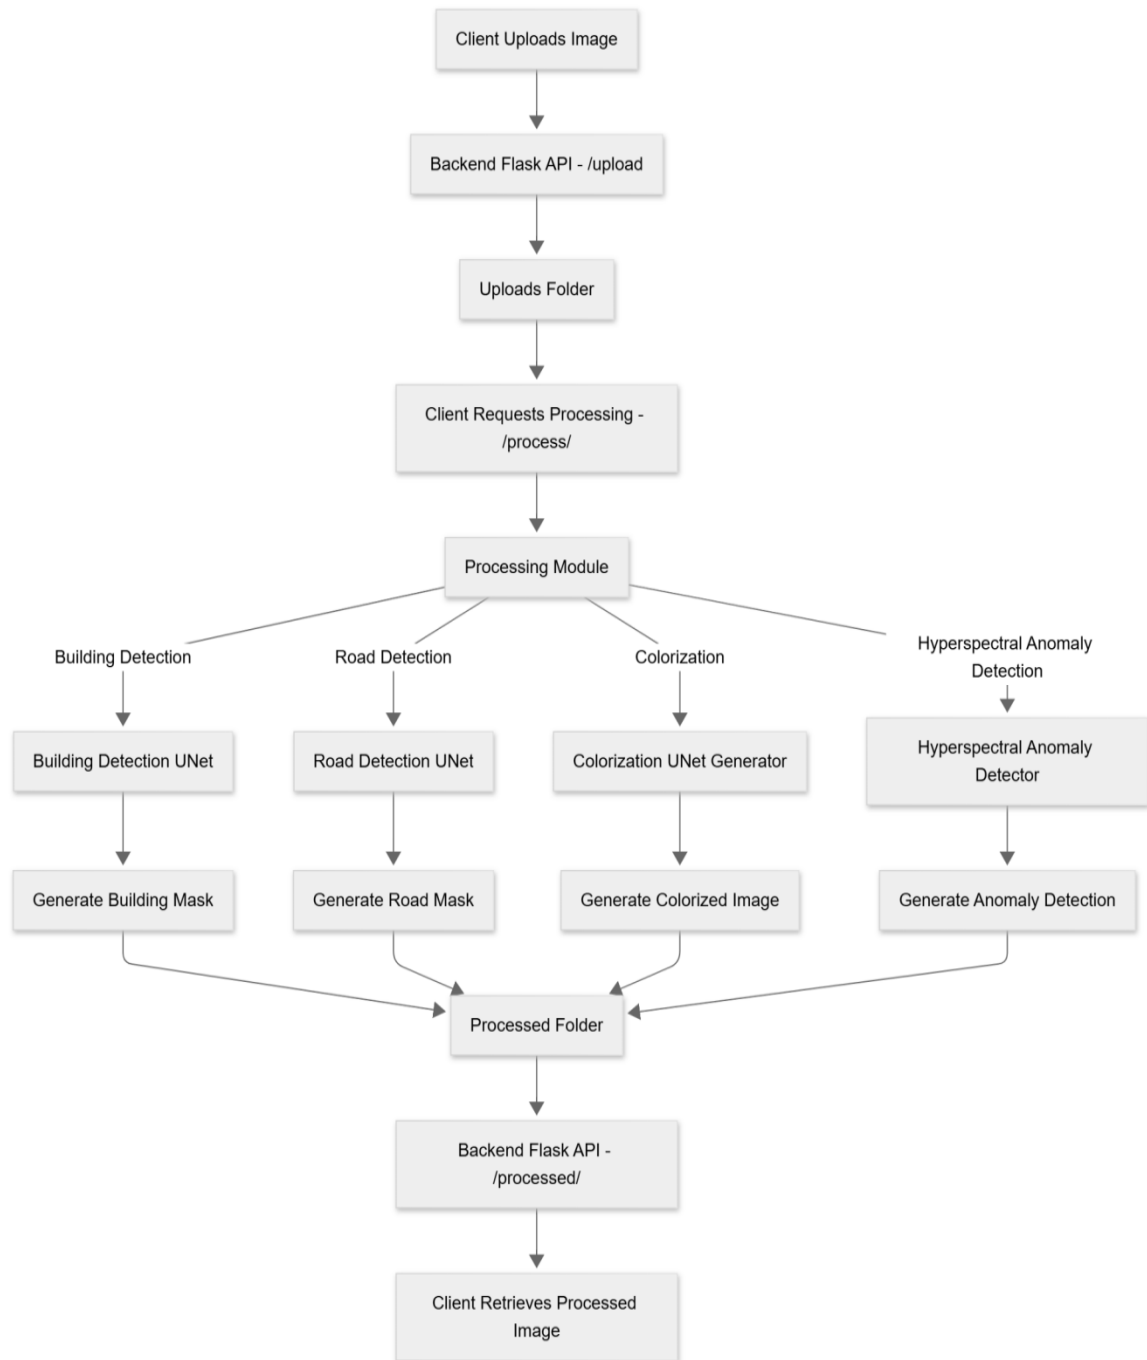 Client Uploads Image
Backend Flask API - /upload
Uploads Folder
Client Requests Processing -
/process/
Processing Module
Building Detection
Road Detection
Colorization
Hyperspectral Anomaly
Detection
Building Detection UNet
Road Detection UNet
Colorization UNet Generator
Hyperspectral Anomaly
Detector
Generate Building Mask
Generate Road Mask
Generate Colorized Image
Generate Anomaly Detection
Processed Folder
Backend Flask API -
/processed/
Client Retrieves Processed
Image